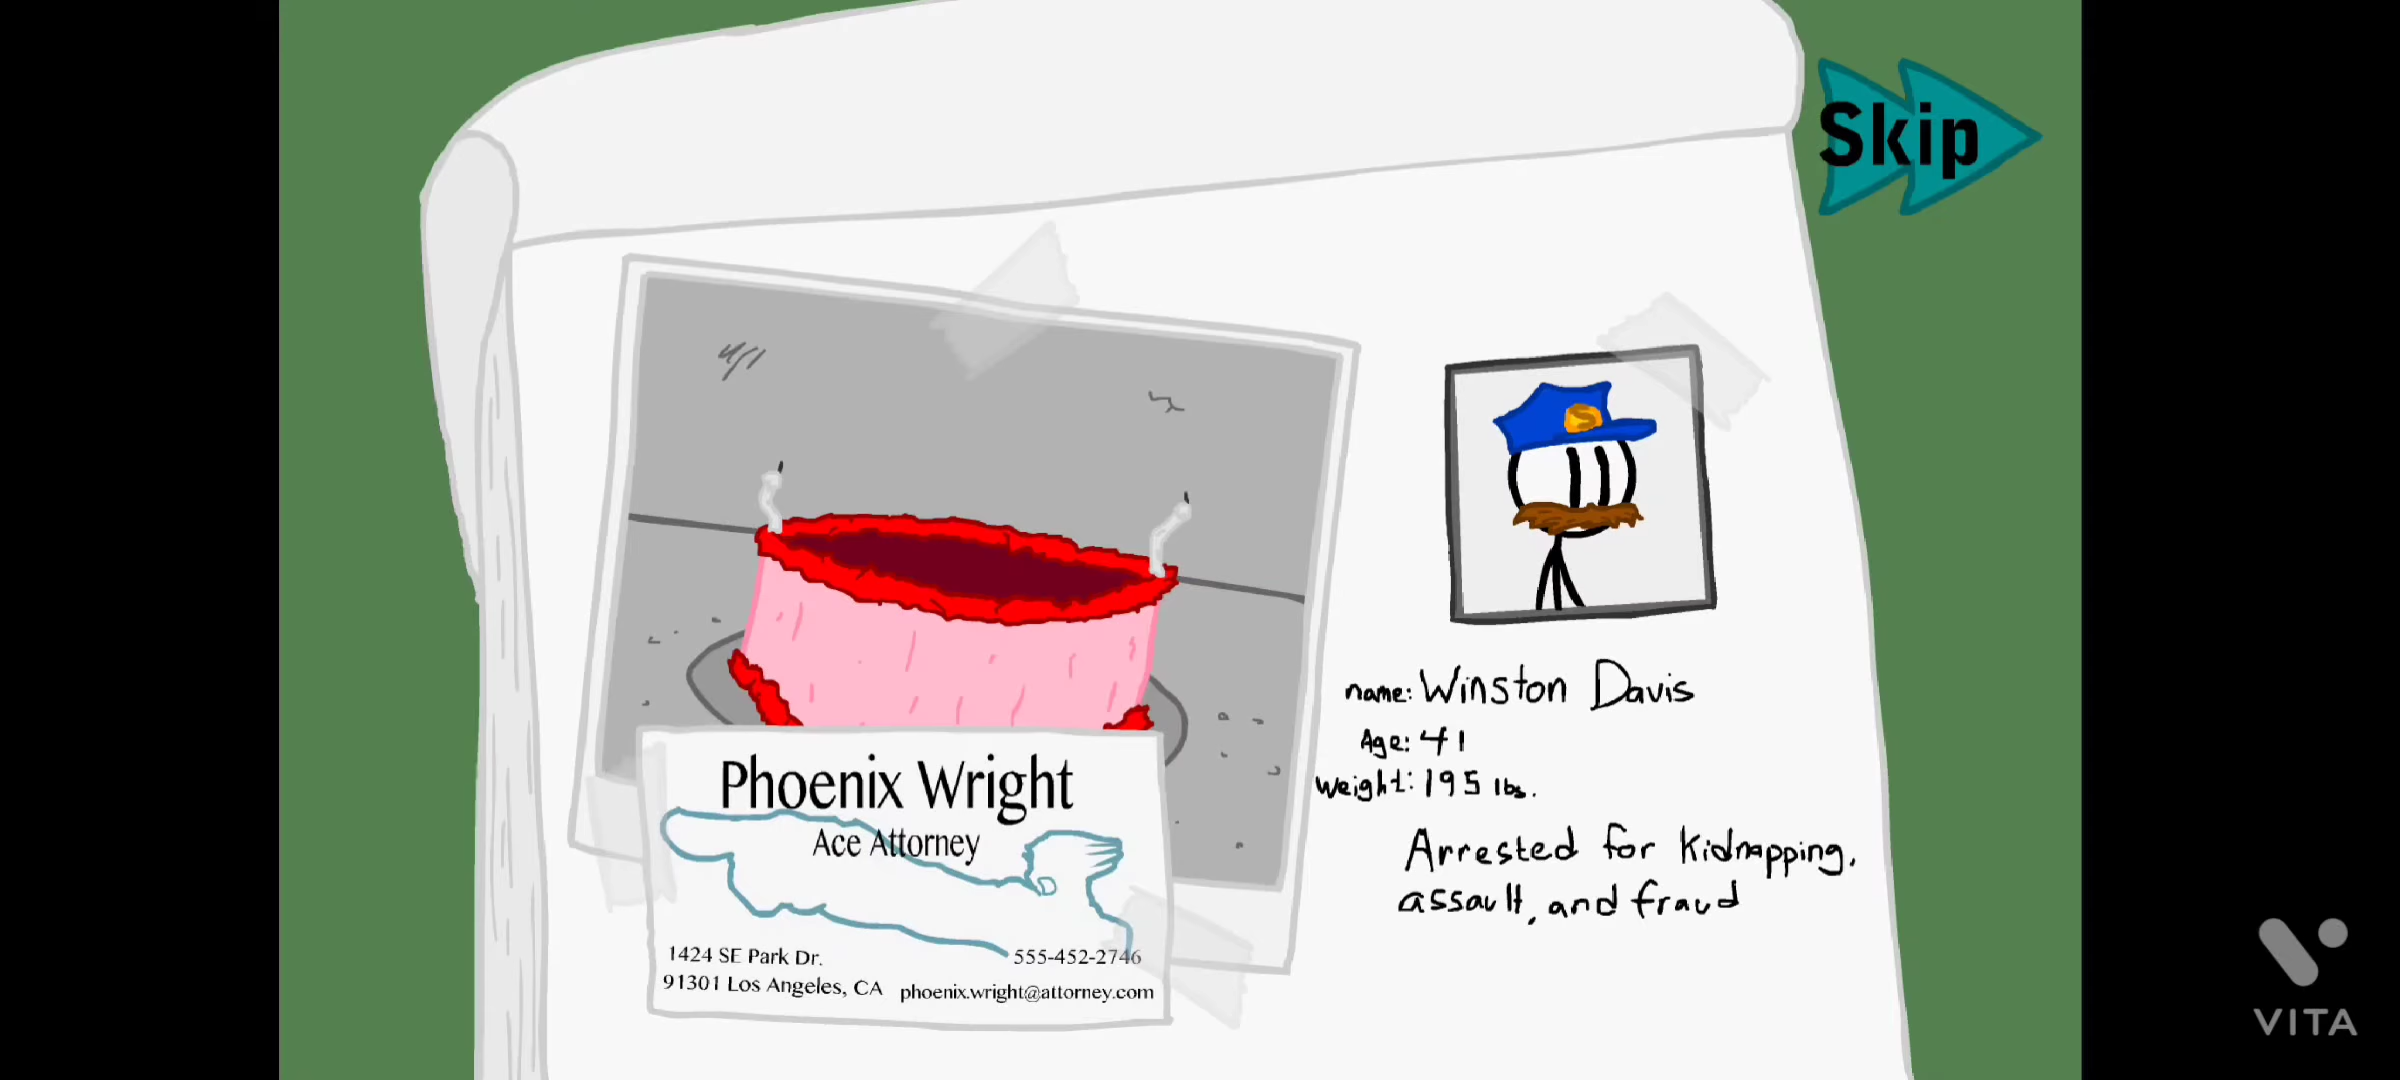 Skip
name: Winston Davis
Age: 41
weight: 195 lbs.
Arrested for kidnapping,
assault, and fraud
Phoenix Wright
Ace Attorney
1424 SE Park Dr.
91301 Los Angeles, CA
555-452-2746
phoenix.wright@attorney.com
S
VITA